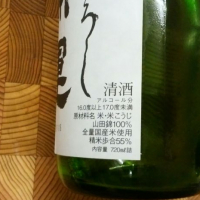 ろし
清酒
アルコール分
16.0度以上17.0度未満
原材料名 米・米こうじ
山田錦100%
全量国産米使用
精米歩合55%
内容量 720ml詰